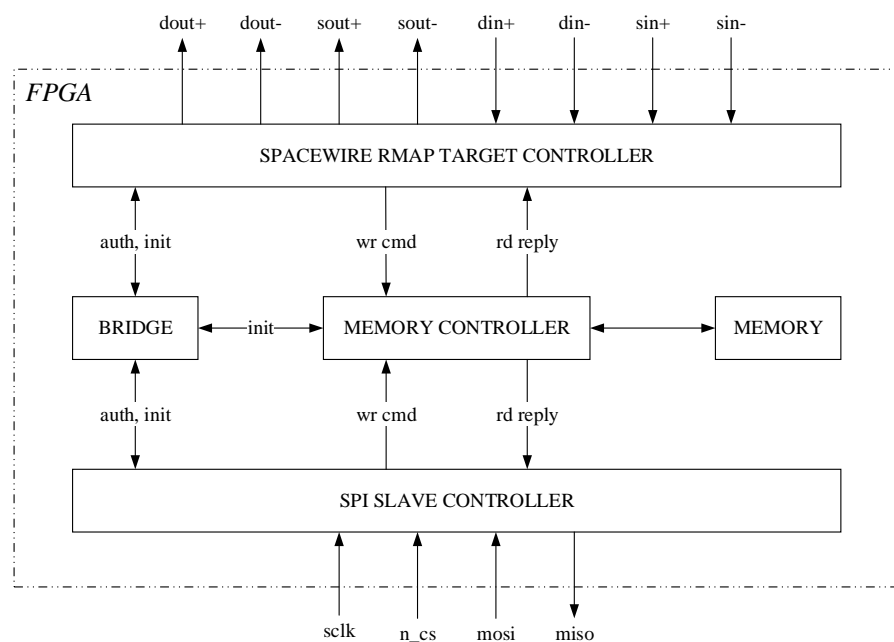 dout+ dout- sout+ sout- din+ din- sin+ sin-
FPGA
SPACEWIRE RMAP TARGET CONTROLLER
auth, init wr cmd rd reply
BRIDGE init MEMORY CONTROLLER MEMORY
auth, init wr cmd rd reply
SPI SLAVE CONTROLLER
sclk n_cs mosi miso